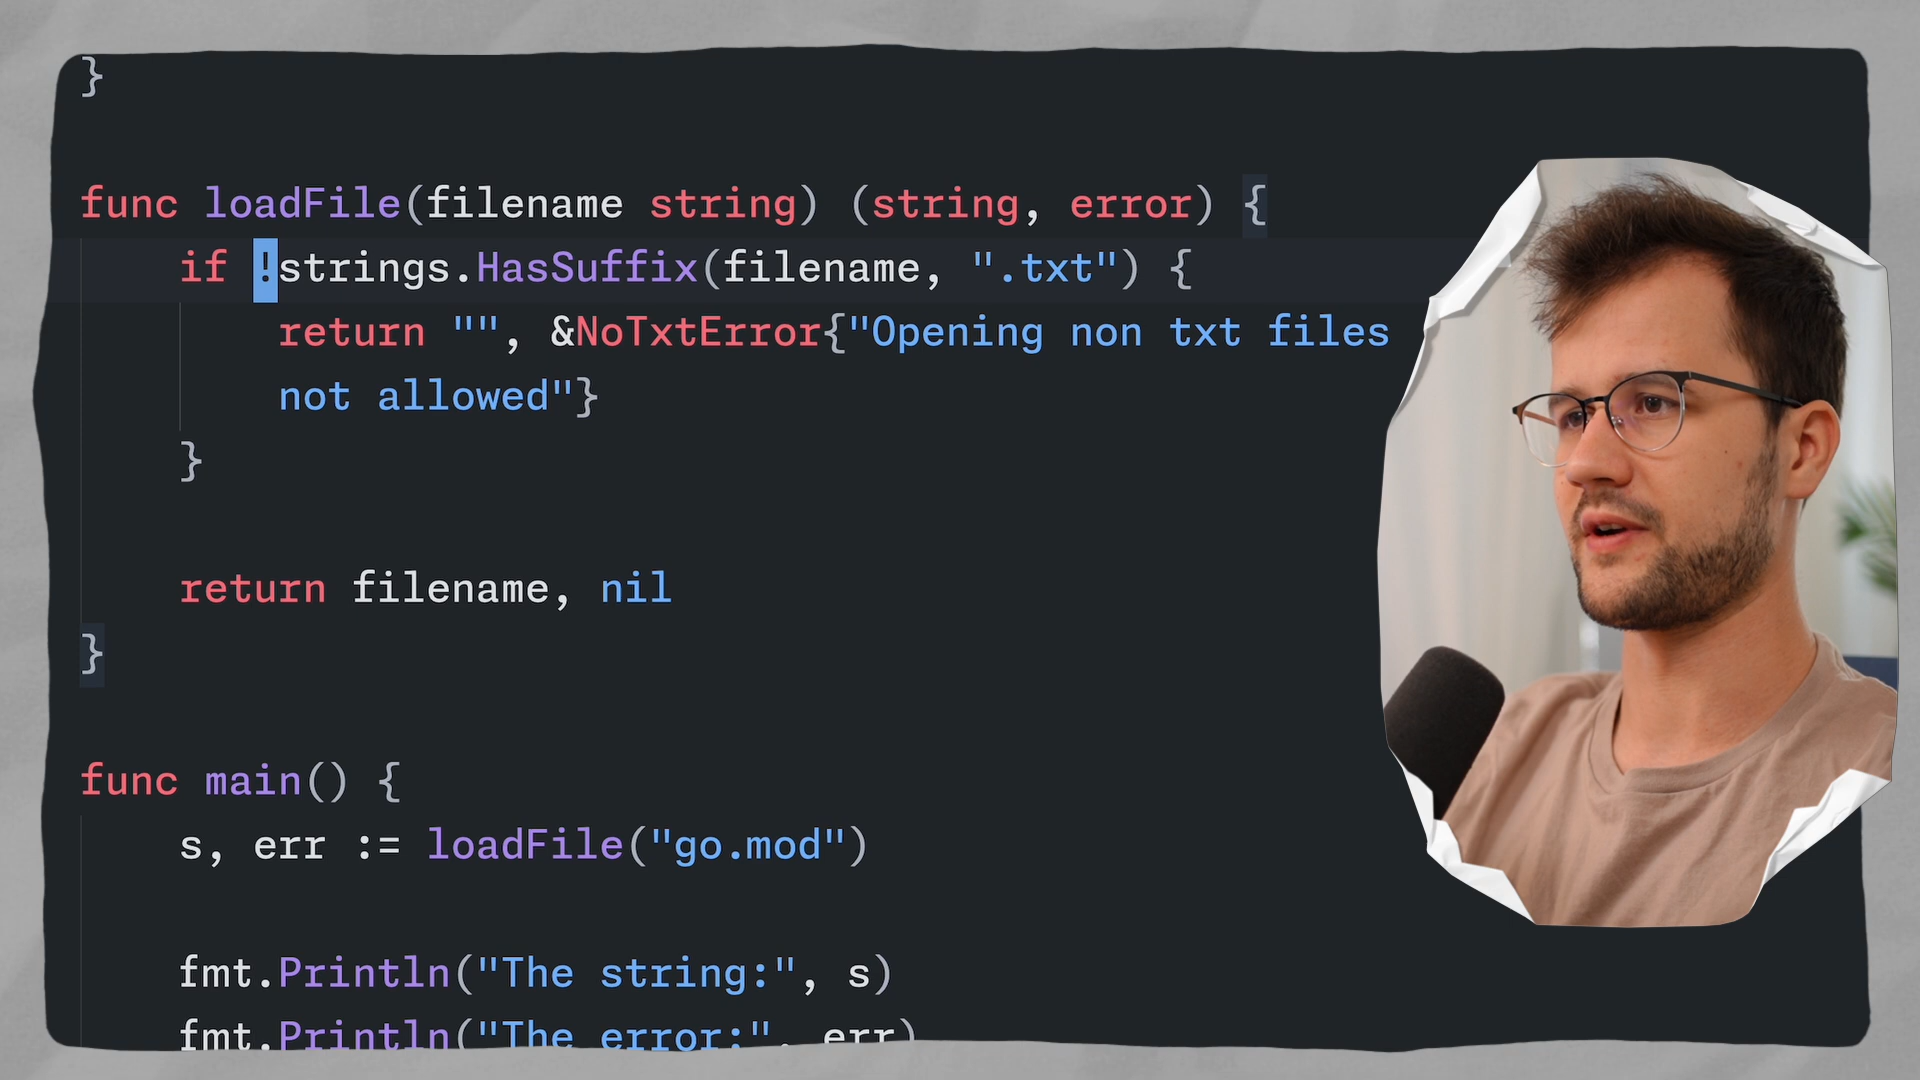 }
func loadFile(filename string) (string, error) {
if !strings.HasSuffix(filename, ".txt") {
return "", &NoTxtError{"Opening non txt files
not allowed"}
}
return filename, nil
}
func main() {
s, err := loadFile("go.mod")
fmt.Println("The string:", s)
fmt.Println("The error:", err)